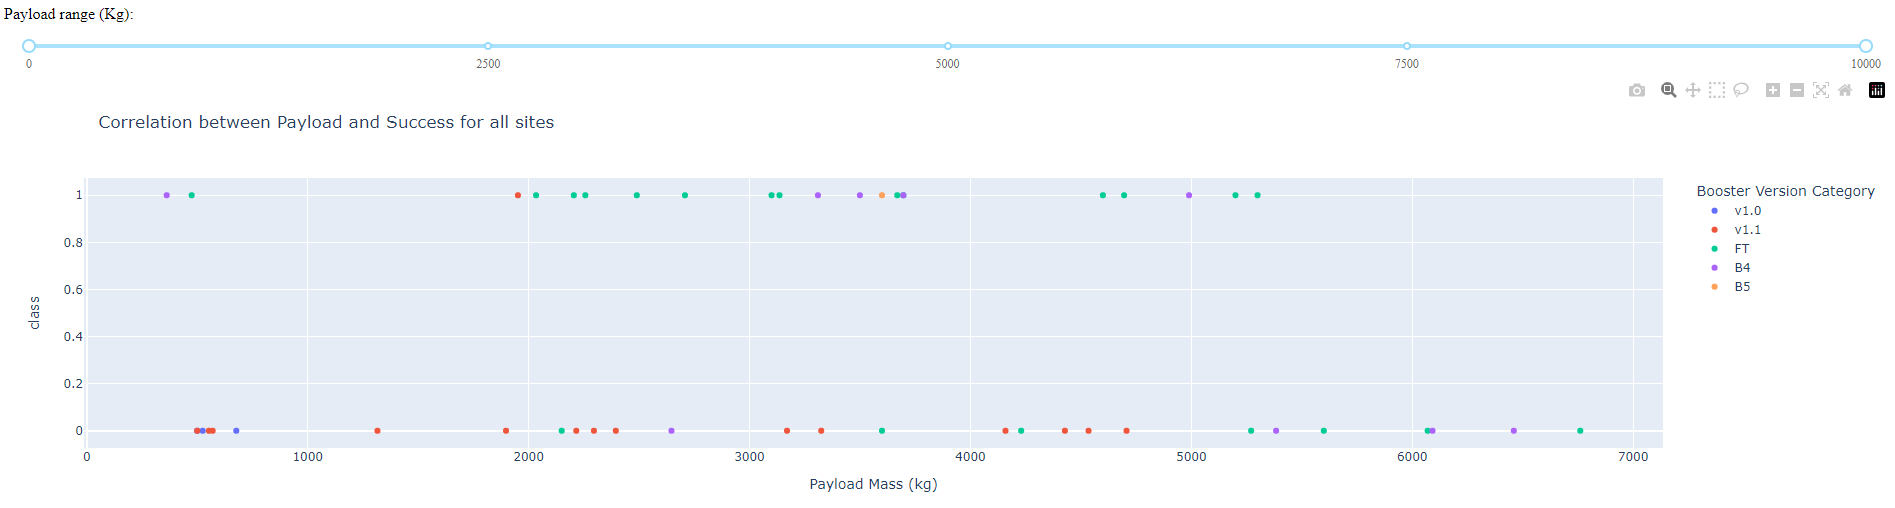 Payload range (Kg):
0 2500 5000 7500 10000
Correlation between Payload and Success for all sites
1
0.8
0.6
0.4
0.2
0
class
0 1000 2000 3000 4000 5000 6000 7000
Payload Mass (kg)
Booster Version Category
v1.0
v1.1
FT
B4
B5